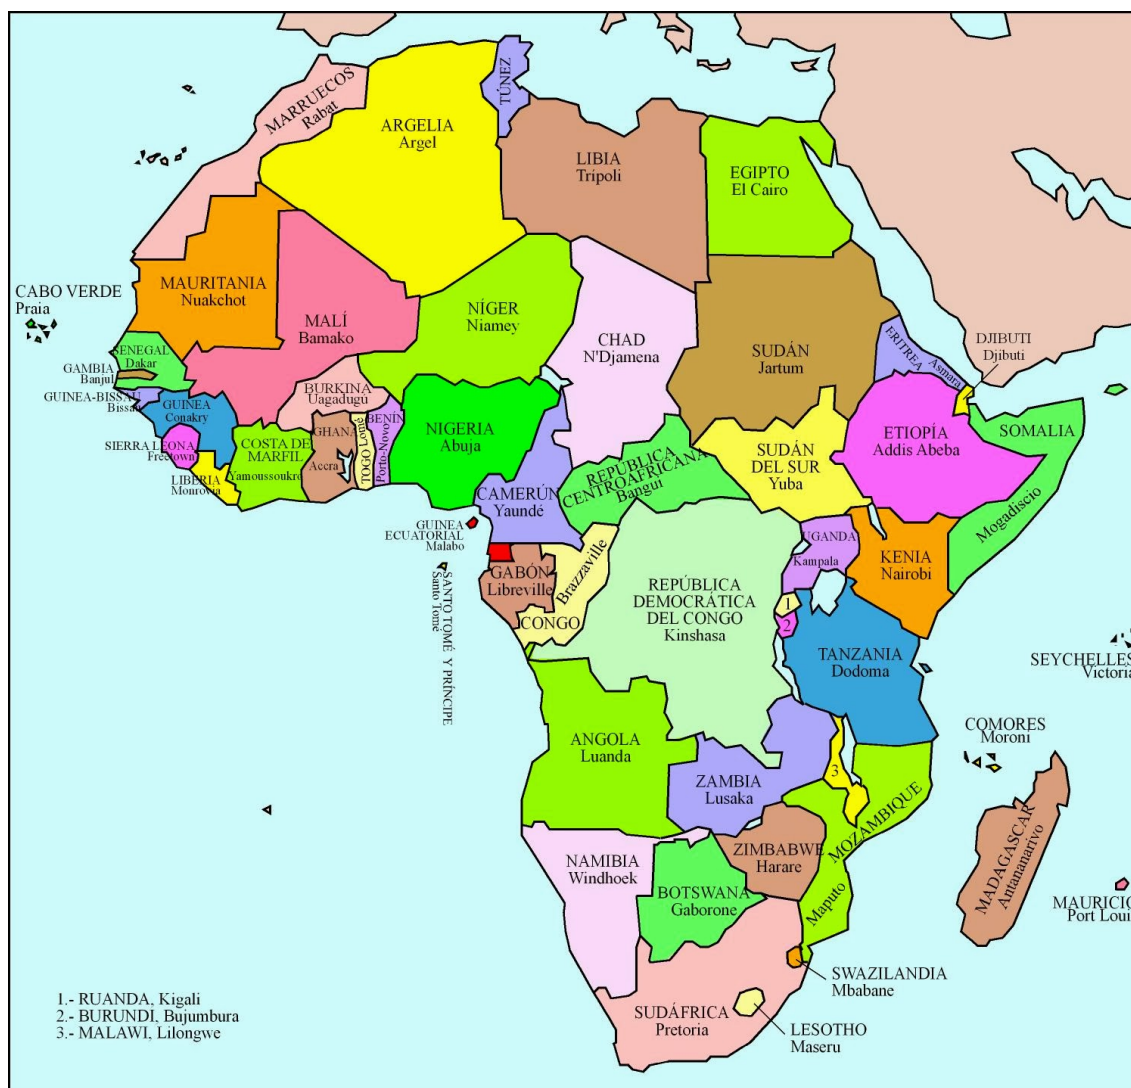 MARRUECOS
Rabat
ARGELIA
Argel
TÚNEZ
LIBIA
Trípoli
EGIPTO
El Cairo
MAURITANIA
Nuakchot
CABO VERDE
Praia
MALÍ
Bamako
NÍGER
Niamey
CHAD
N'Djamena
SUDÁN
Jartum
ERITREA
Asmara
DJIBUTI
Djibuti
SENEGAL
Dakar
GAMBIA
Banjul
GUINEA-BISSAU
Bissau
GUINEA
Conakry
SIERRA LEONA
Freetown
LIBERIA
Monrovia
COSTA DE
MARFIL
Yamoussoukro
BURKINA
Uagadugú
GHANA
Accra
TOGO Lomé
BENÍN
Porto-Novo
NIGERIA
Abuja
CAMERÚN
Yaundé
REPÚBLICA
CENTROAFRICANA
Bangui
SUDÁN
DEL SUR
Yuba
ETIOPÍA
Addis Abeba
SOMALIA
Mogadiscio
GUINEA
ECUATORIAL
Malabo
SANTO TOMÉ Y PRÍNCIPE
Santo Tomé
GABÓN
Libreville
CONGO
Brazzaville
REPÚBLICA
DEMOCRÁTICA
DEL CONGO
Kinshasa
UGANDA
Kampala
KENIA
Nairobi
1
2
TANZANIA
Dodoma
SEYCHELLES
Victoria
COMORES
Moroni
ANGOLA
Luanda
ZAMBIA
Lusaka
3
MOZAMBIQUE
Maputo
MADAGASCAR
Antananarivo
MAURICIO
Port Loui
NAMIBIA
Windhoek
ZIMBABWE
Harare
BOTSWANA
Gaborone
SWAZILANDIA
Mbabane
SUDÁFRICA
Pretoria
LESOTHO
Maseru
1.- RUANDA, Kigali
2.- BURUNDI, Bujumbura
3.- MALAWI, Lilongwe